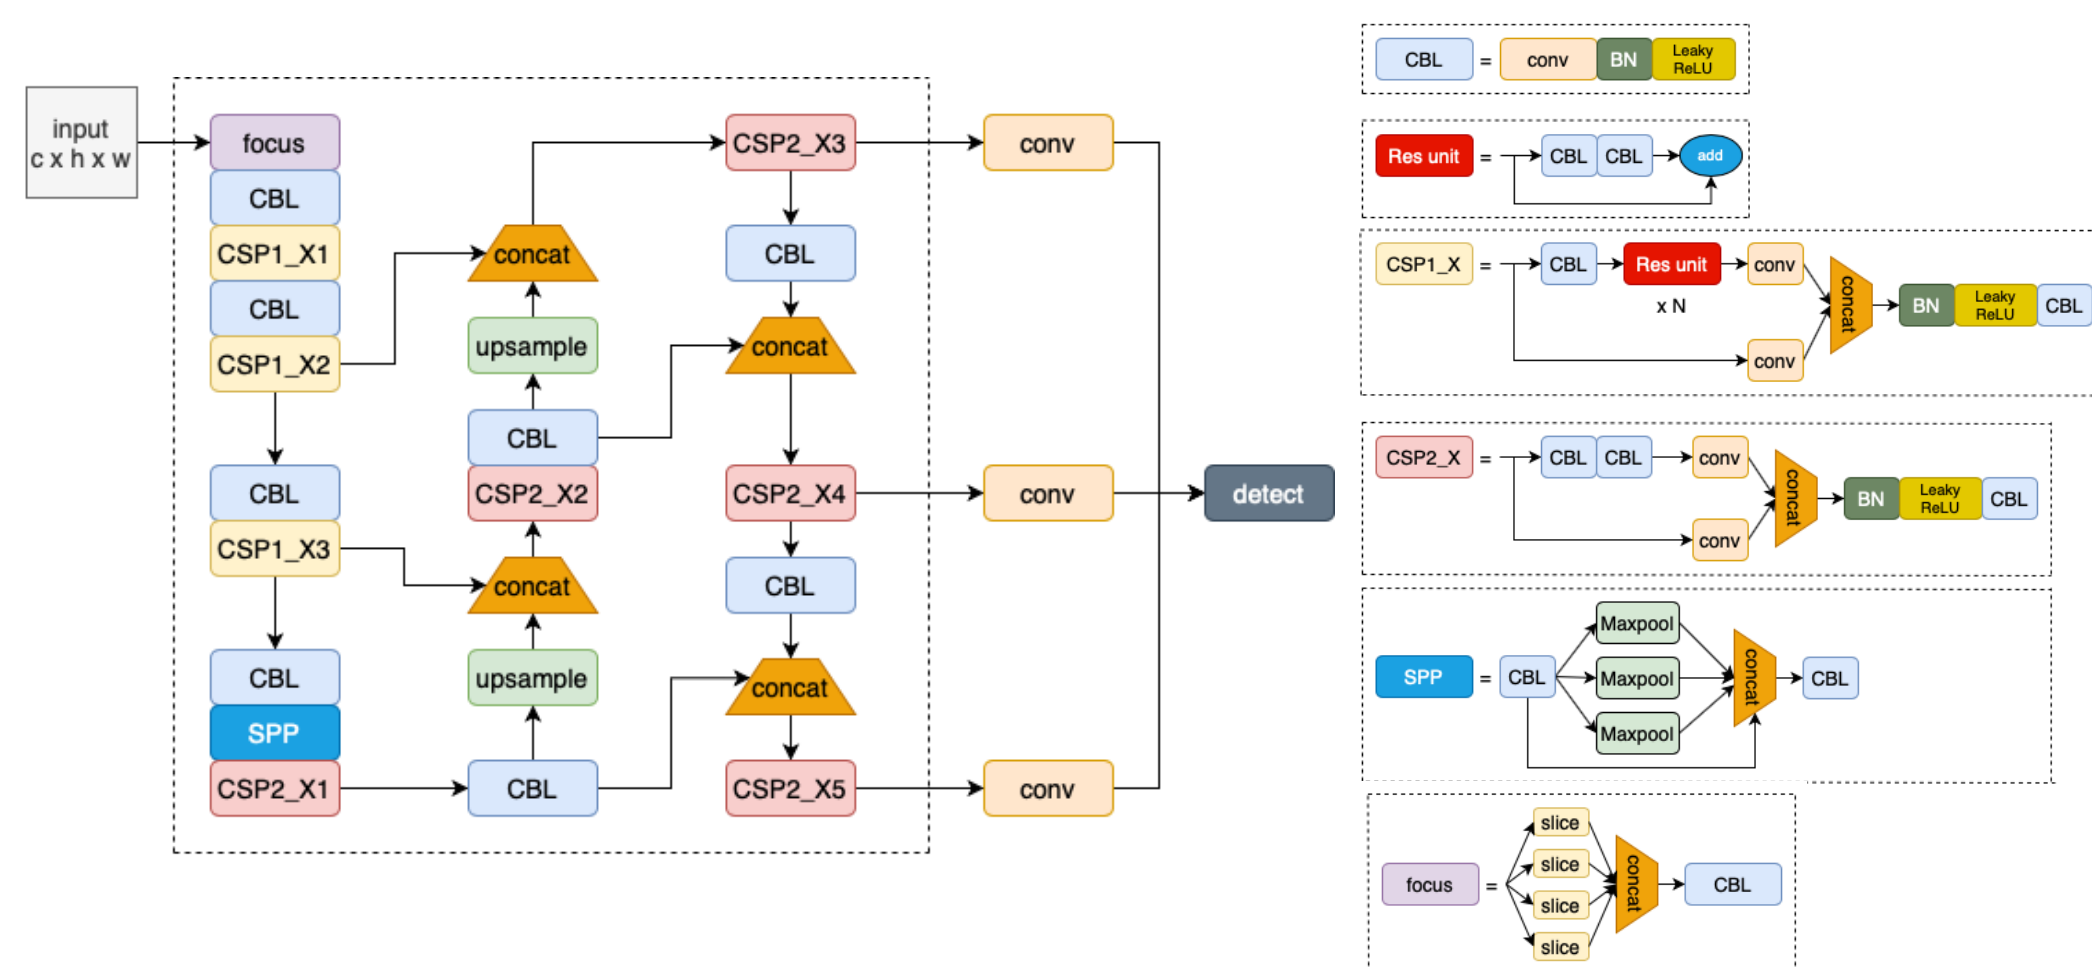 input
c x h x w
focus
CBL
CSP1_X1
CBL
CSP1_X2
CBL
CSP1_X3
CBL
SPP
CSP2_X1
concat
upsample
CBL
CSP2_X2
concat
upsample
CBL
CSP2_X3
CBL
concat
CSP2_X4
CBL
concat
CSP2_X5
conv
conv
conv
detect
CBL = conv BN Leaky
ReLU
Res unit = CBL CBL add
CSP1_X = CBL Res unit conv
x N
conv
concat
BN Leaky
ReLU CBL
CSP2_X = CBL CBL conv
conv
concat
BN Leaky
ReLU CBL
SPP = CBL
Maxpool
Maxpool
Maxpool
concat
CBL
focus =
slice
slice
slice
slice
concat
CBL